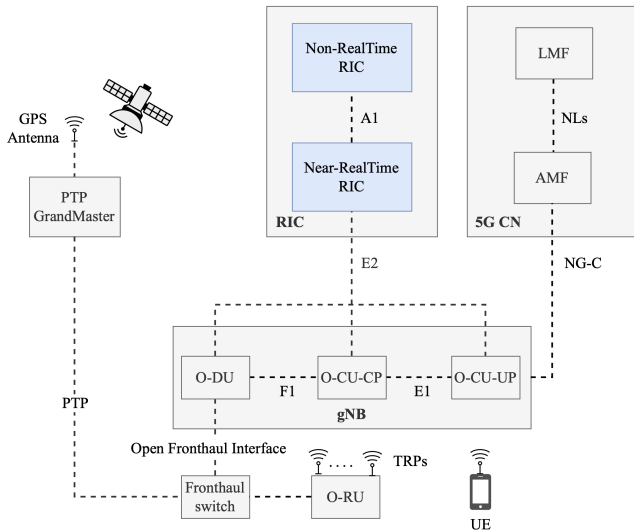 Non-RealTime
RIC
A1
Near-RealTime
RIC
RIC
LMF
NLs
AMF
5G CN
GPS
Antenna
PTP
GrandMaster
E2
NG-C
O-DU
F1
O-CU-CP
E1
O-CU-UP
gNB
PTP
Open Fronthaul Interface
Fronthaul
switch
....
TRPs
O-RU
UE